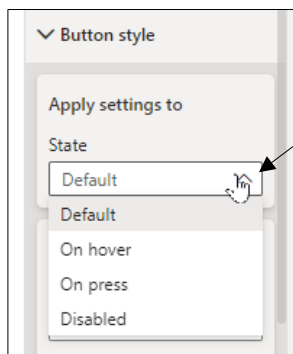 Button style
Apply settings to
State
Default
Default
On hover
On press
Disabled